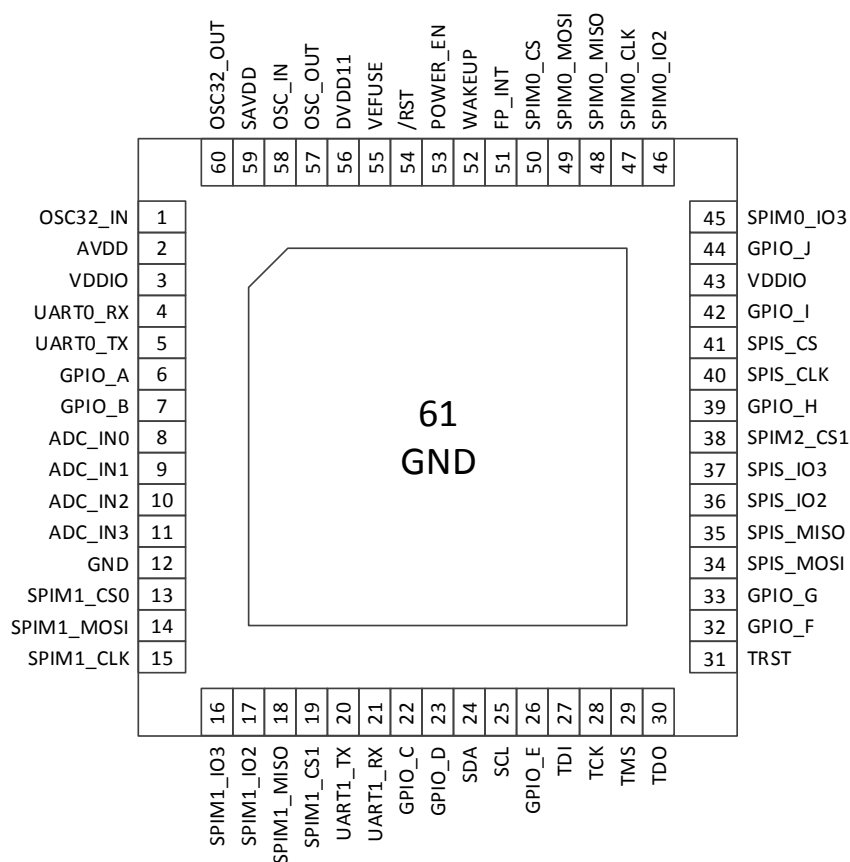 OSC32_OUT
SAVDD
OSC_IN
OSC_OUT
DVDD11
VEFUSE
/RST
POWER_EN
WAKEUP
FP_INT
SPIM0_CS
SPIM0_MOSI
SPIM0_MISO
SPIM0_CLK
SPIM0_IO2
60 59 58 57 56 55 54 53 52 51 50 49 48 47 46
OSC32_IN 1
AVDD 2
VDDIO 3
UART0_RX 4
UART0_TX 5
GPIO_A 6
GPIO_B 7
ADC_IN0 8
ADC_IN1 9
ADC_IN2 10
ADC_IN3 11
GND 12
SPIM1_CS0 13
SPIM1_MOSI 14
SPIM1_CLK 15
61
GND
45 SPIM0_IO3
44 GPIO_J
43 VDDIO
42 GPIO_I
41 SPIS_CS
40 SPIS_CLK
39 GPIO_H
38 SPIM2_CS1
37 SPIS_IO3
36 SPIS_IO2
35 SPIS_MISO
34 SPIS_MOSI
33 GPIO_G
32 GPIO_F
31 TRST
16 17 18 19 20 21 22 23 24 25 26 27 28 29 30
SPIM1_IO3
SPIM1_IO2
SPIM1_MISO
SPIM1_CS1
UART1_TX
UART1_RX
GPIO_C
GPIO_D
SDA
SCL
GPIO_E
TDI
TCK
TMS
TDO